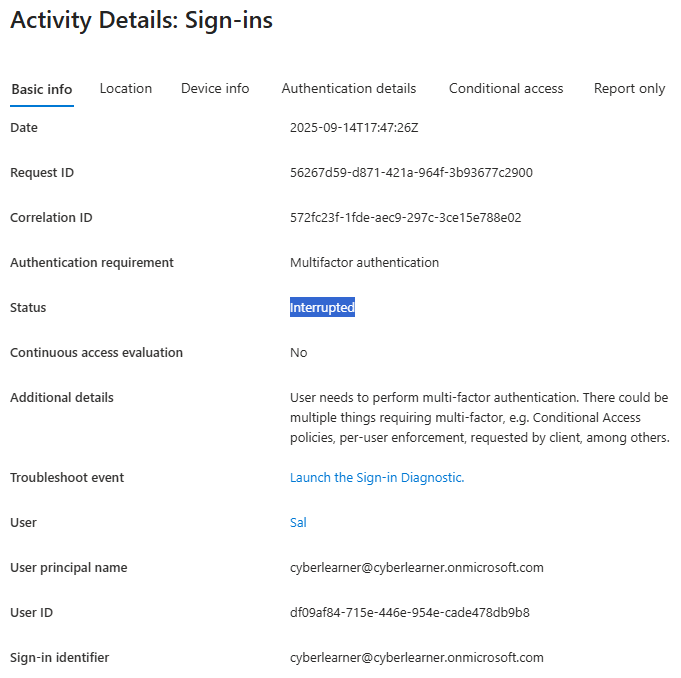 Activity Details: Sign-ins
Basic info Location Device info Authentication details Conditional access Report only
Date 2025-09-14T17:47:26Z
Request ID 56267d59-d871-421a-964f-3b93677c2900
Correlation ID 572fc23f-1fde-aec9-297c-3ce15e788e02
Authentication requirement Multifactor authentication
Status Interrupted
Continuous access evaluation No
Additional details User needs to perform multi-factor authentication. There could be
multiple things requiring multi-factor, e.g. Conditional Access
policies, per-user enforcement, requested by client, among others.
Troubleshoot event Launch the Sign-in Diagnostic.
User Sal
User principal name cyberlearner@cyberlearner.onmicrosoft.com
User ID df09af84-715e-446e-954e-cade478db9b8
Sign-in identifier cyberlearner@cyberlearner.onmicrosoft.com